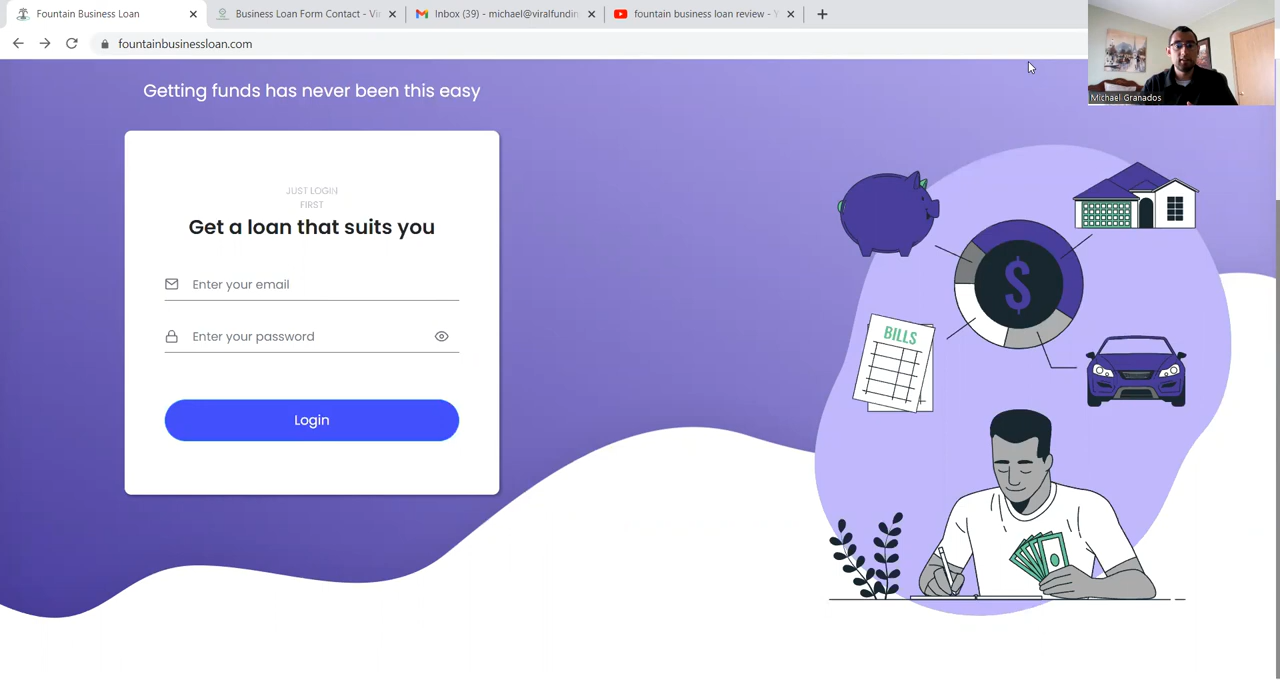 Fountain Business Loan
Business Loan Form Contact - Vi
Inbox (39) - michael@viralfundin
fountain business loan review - Y
fountainbusinessloan.com
Michael Granados
Getting funds has never been this easy
JUST LOGIN
FIRST
Get a loan that suits you
Enter your email
Enter your password
Login
BILLS
$